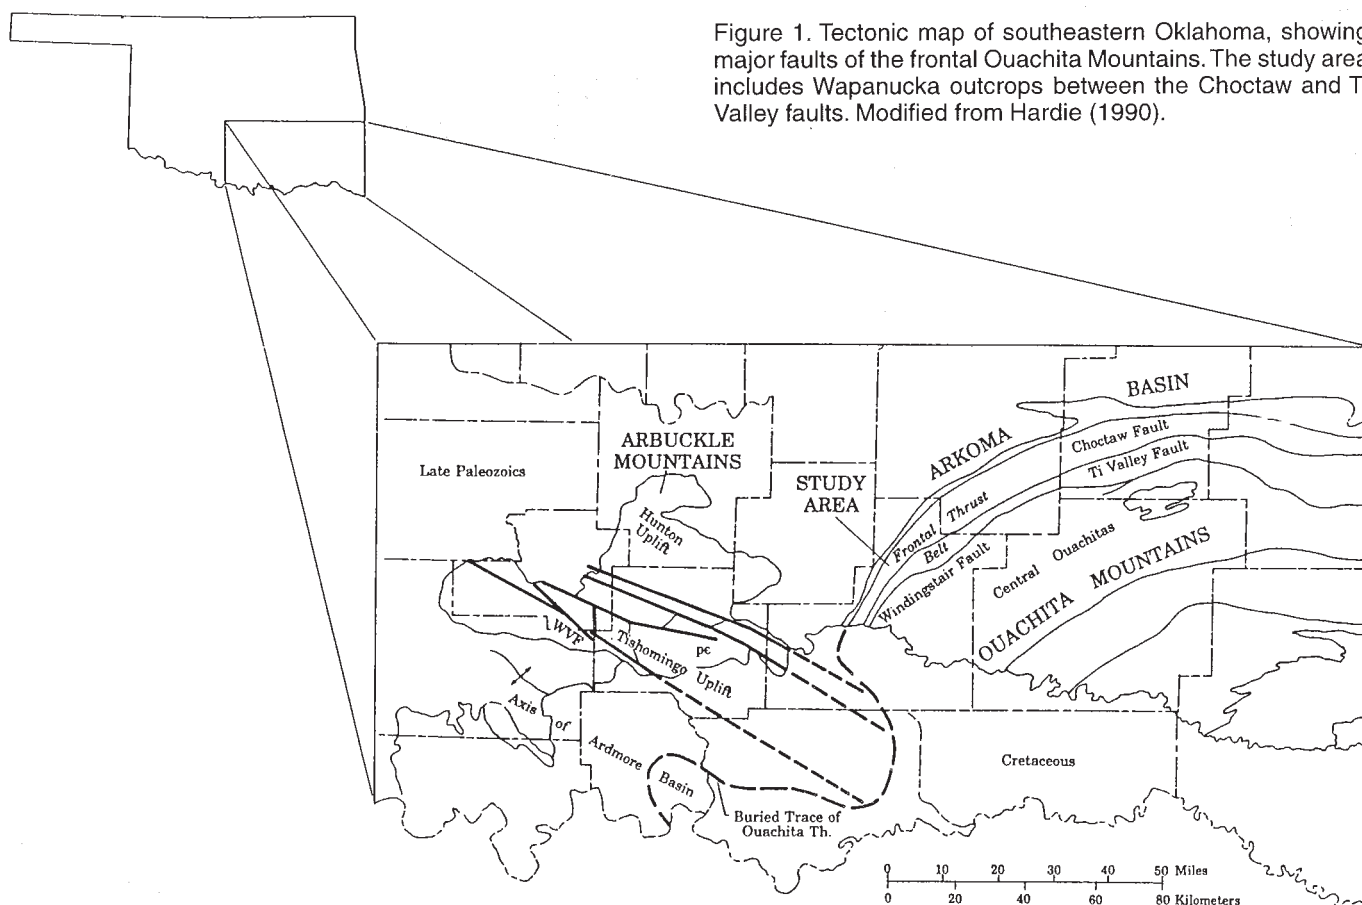 Figure 1. Tectonic map of southeastern Oklahoma, showing
major faults of the frontal Ouachita Mountains. The study area
includes Wapanucka outcrops between the Choctaw and T
Valley faults. Modified from Hardie (1990).
BASIN
ARKOMA
Choctaw Fault
Ti Valley Fault
ARBUCKLE
MOUNTAINS
Late Paleozoics
STUDY
AREA
Hunton
Uplift
Frontal
Thrust
Belt
Windingstair Fault
Central Ouachitas
OUACHITA MOUNTAINS
WVF
Tishomingo
Uplift
p€
Axis
of
Ardmore
Basin
Cretaceous
Buried Trace of
Ouachita Th.
0 10 20 30 40 50 Miles
0 20 40 60 80 Kilometers